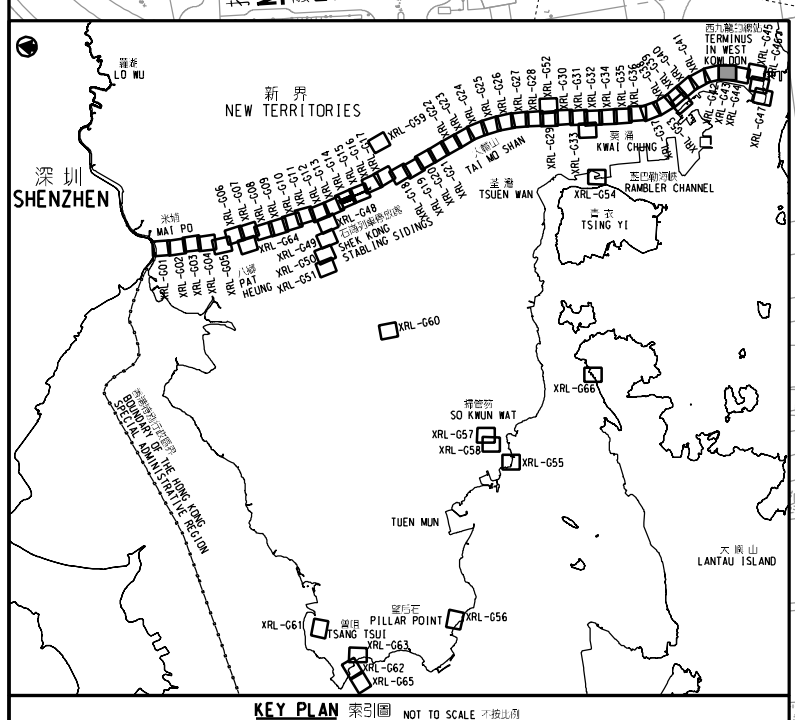 羅湖
LO WU
新界
NEW TERRITORIES
深圳
SHENZHEN
米埔
MAI PO
西九龍總站
TERMINUS
IN WEST
KOWLOON
XRL-G01
XRL-G02
XRL-G03
XRL-G04
XRL-G05
XRL-G06
XRL-G07
XRL-G08
XRL-G09
XRL-G10
XRL-G11
XRL-G12
XRL-G13
XRL-G14
XRL-G15
XRL-G16
XRL-G17
XRL-G59
XRL-G18
XRL-G19
XRL-G20
XRL-G21
XRL-G22
XRL-G23
XRL-G24
XRL-G25
XRL-G26
XRL-G27
XRL-G28
XRL-G52
XRL-G29
XRL-G30
XRL-G31
XRL-G32
XRL-G33
XRL-G34
XRL-G35
XRL-G36
XRL-G37
XRL-G39
XRL-G40
XRL-G41
XRL-G42
XRL-G43
XRL-G44
XRL-G45
XRL-G47
XRL-G48
XRL-G64
XRL-G49
XRL-G50
XRL-G51
八鄉
PAT
HEUNG
SHEK KONG
STABLING SIDINGS
大帽山
TAI MO SHAN
葵涌
KWAI CHUNG
荃灣
TSUEN WAN
XRL-G54
藍巴勒海峽
RAMBLER CHANNEL
青衣
TSING YI
XRL-G60
XRL-G66
香港特別行政區界
BOUNDARY OF THE HONG KONG
SPECIAL ADMINISTRATIVE REGION
掃管笏
SO KWUN WAT
XRL-G57
XRL-G58
XRL-G55
TUEN MUN
大嶼山
LANTAU ISLAND
望后石
PILLAR POINT
XRL-G56
XRL-G61
曾咀
TSANG TSUI
XRL-G63
XRL-G62
XRL-G65
KEY PLAN 索引圖 NOT TO SCALE 不按比例